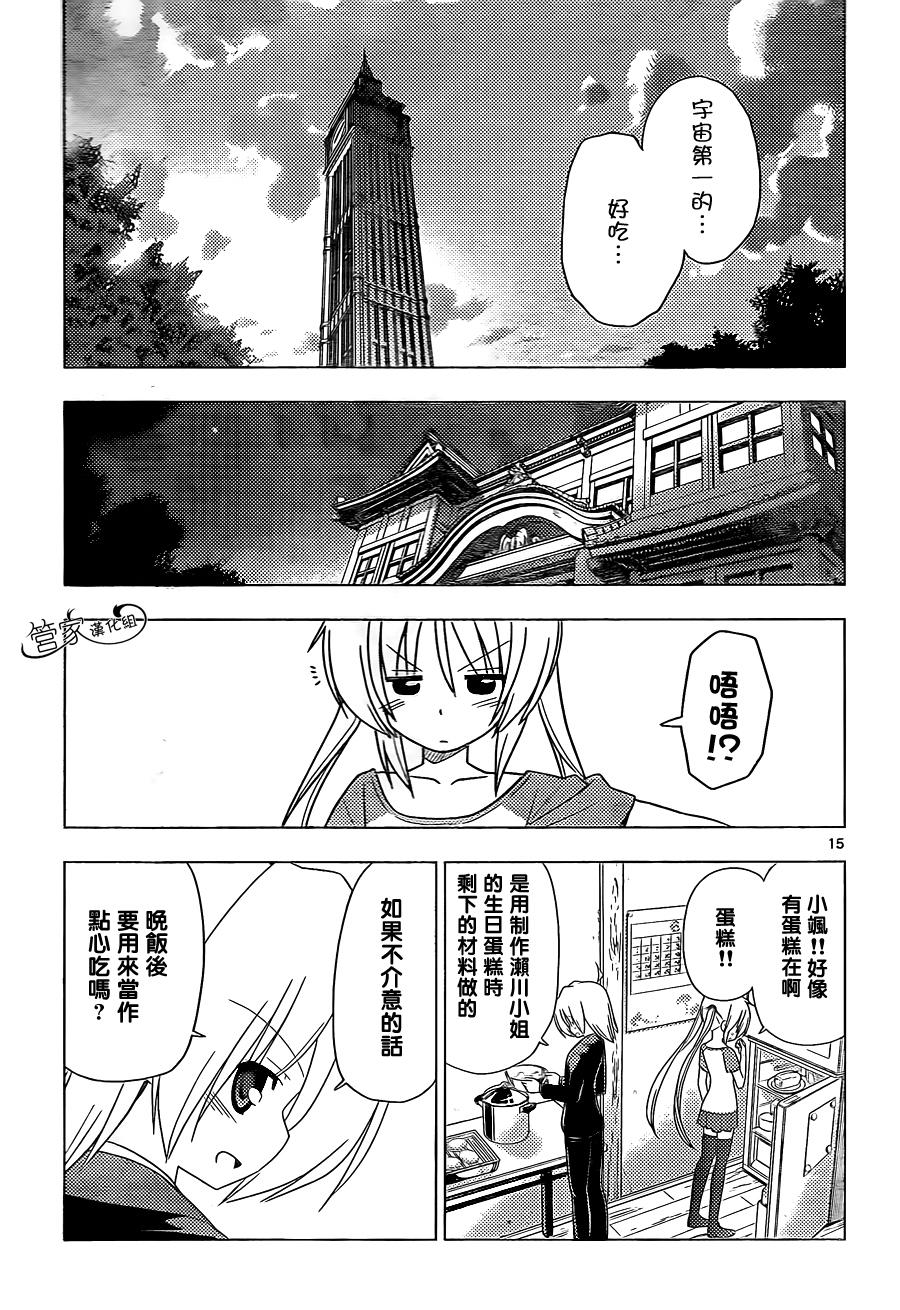 宇宙第一的…
好吃…
管家漢化組
唔唔!?
15
小颯!!好像
有蛋糕在啊
蛋糕!!
是用制作瀨川小姐
的生日蛋糕時
剩下的材料做的
如果不介意的話
晚飯後
要用來當作
點心吃嗎?